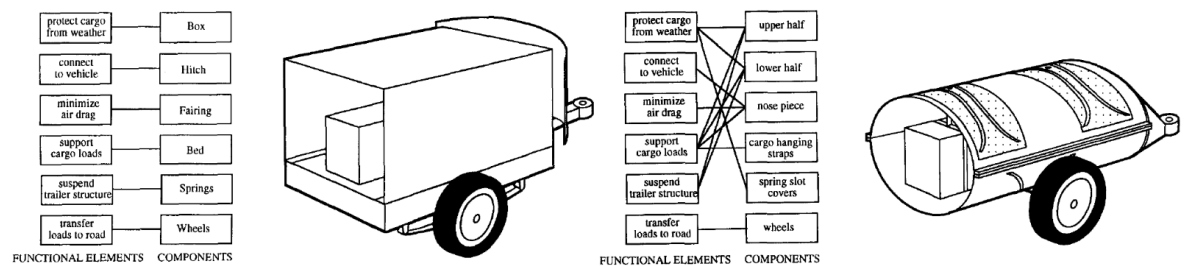 protect cargo
from weather
Box
connect
to vehicle
Hitch
minimize
air drag
Fairing
support
cargo loads
Bed
suspend
trailer structure
Springs
transfer
loads to road
Wheels
FUNCTIONAL ELEMENTS COMPONENTS
protect cargo
from weather
upper half
connect
to vehicle
lower half
minimize
air drag
nose piece
support
cargo loads
cargo hanging
straps
suspend
trailer structure
spring slot
covers
transfer
loads to road
wheels
FUNCTIONAL ELEMENTS COMPONENTS